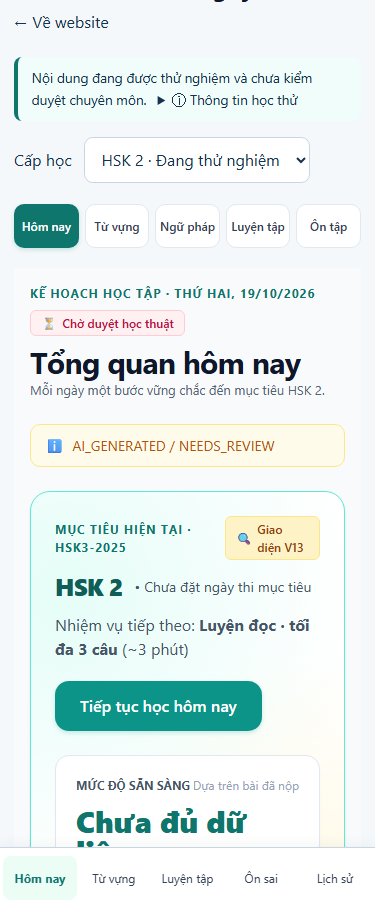 ← Về website
Nội dung đang được thử nghiệm và chưa kiểm
duyệt chuyên môn. ▶ ⓘ Thông tin học thử
Cấp học HSK 2 · Đang thử nghiệm
Hôm nay Từ vựng Ngữ pháp Luyện tập Ôn tập
KẾ HOẠCH HỌC TẬP · THỨ HAI, 19/10/2026
⏳ Chờ duyệt học thuật
Tổng quan hôm nay
Mỗi ngày một bước vững chắc đến mục tiêu HSK 2.
ℹ️ AI_GENERATED / NEEDS_REVIEW
MỤC TIÊU HIỆN TẠI ·
HSK3-2025
🔍 Giao
diện V13
HSK 2 • Chưa đặt ngày thi mục tiêu
Nhiệm vụ tiếp theo: Luyện đọc · tối
đa 3 câu (~3 phút)
Tiếp tục học hôm nay
MỨC ĐỘ SẴN SÀNG Dựa trên bài đã nộp
Chưa đủ dữ
Hôm nay Từ vựng Luyện tập Ôn sai Lịch sử